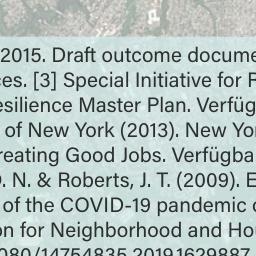 2015. Draft outcome docume
ces. [3] Special Initiative for R
esilience Master Plan. Verfüg
of New York (2013). New Yor
reating Good Jobs. Verfügba
D. N. & Roberts, J. T. (2009). E
of the COVID-19 pandemic o
on for Neighborhood and Hou
080/14754835.2019.1629887